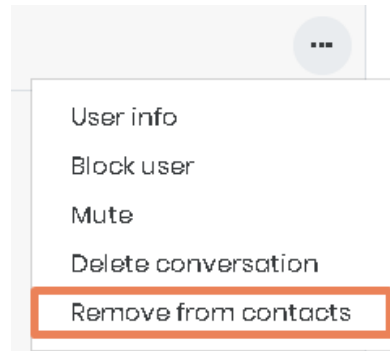 User info
Block user
Mute
Delete conversation
Remove from contacts